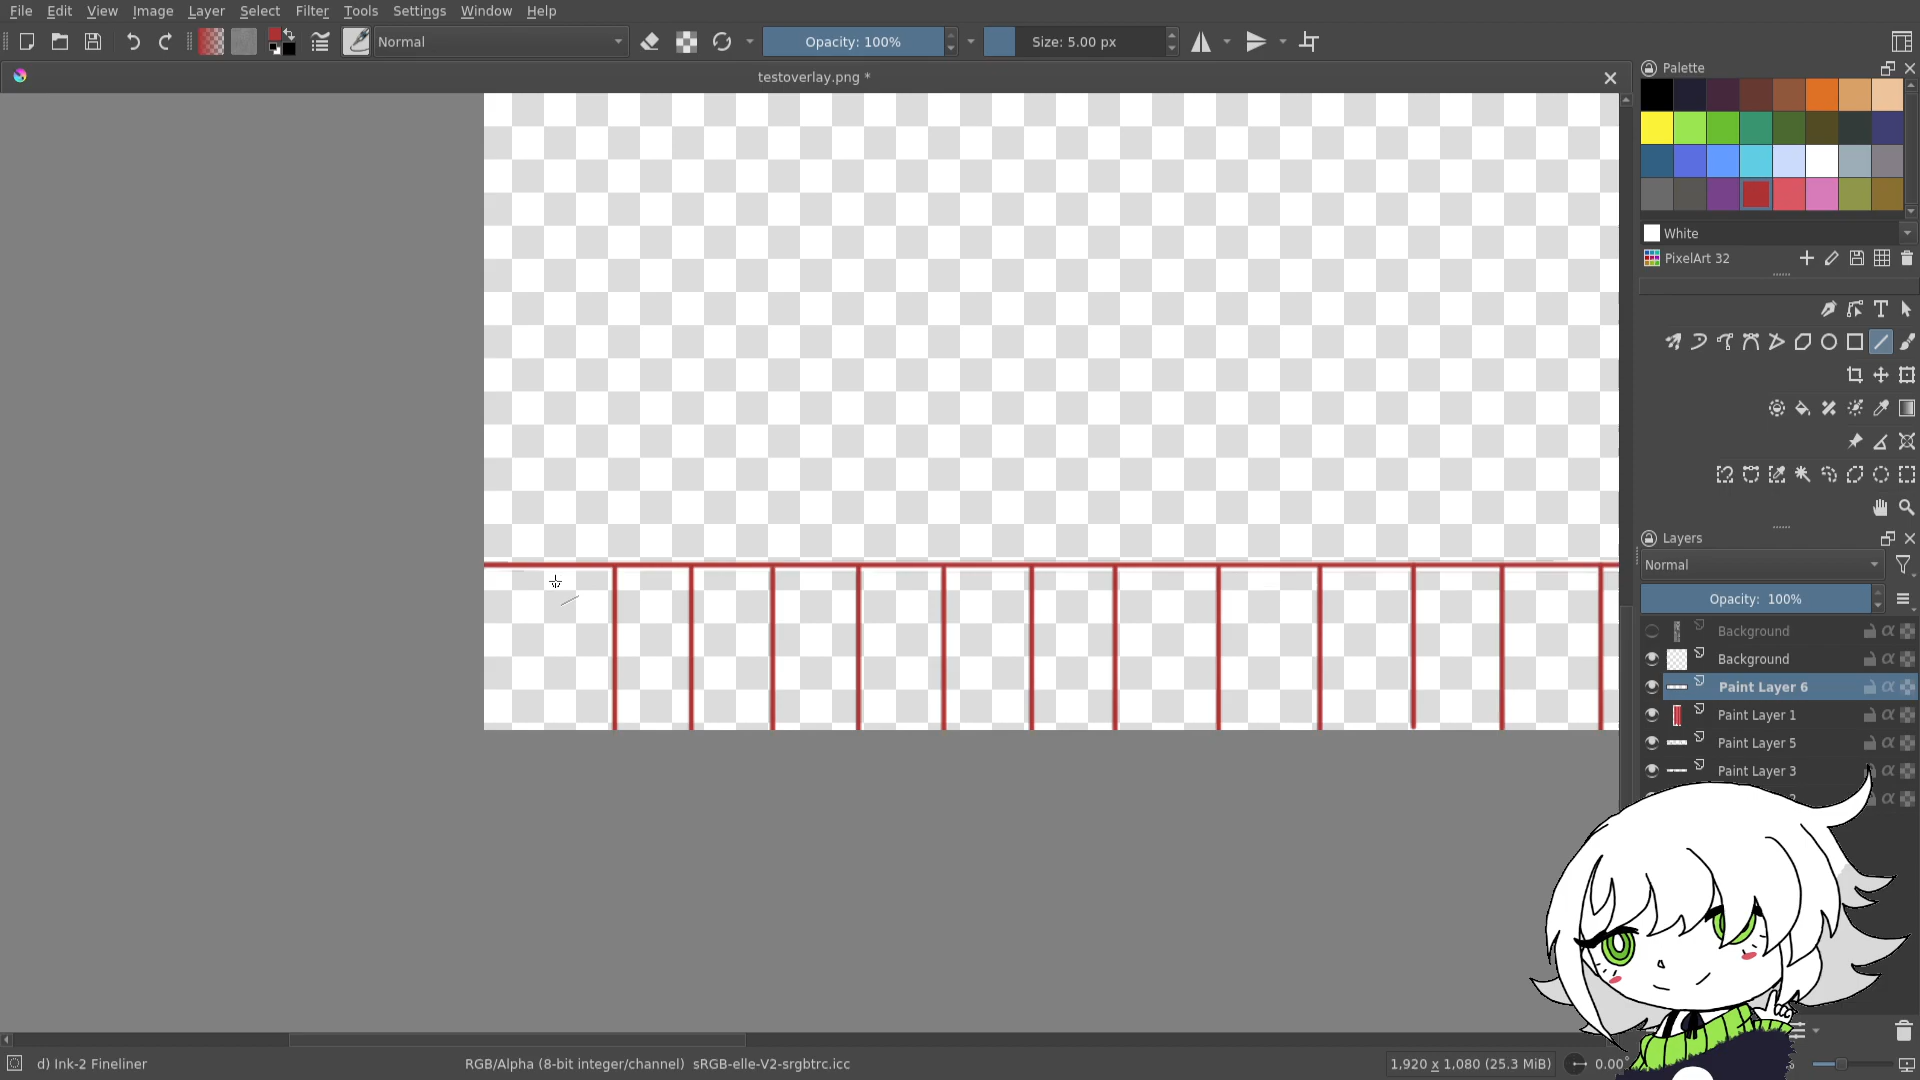 File Edit View Image Layer Select Filter Tools Settings Window Help
Normal
Opacity: 100%
Size: 5.00 px
testoverlay.png *
Palette
White
PixelArt 32
Layers
Normal
Opacity: 100%
Background
Background
Paint Layer 6
Paint Layer 1
Paint Layer 5
Paint Layer 3
d) Ink-2 Fineliner
RGB/Alpha (8-bit integer/channel) sRGB-elle-V2-srgbtrc.icc
1,920 x 1,080 (25.3 MiB)
0.00